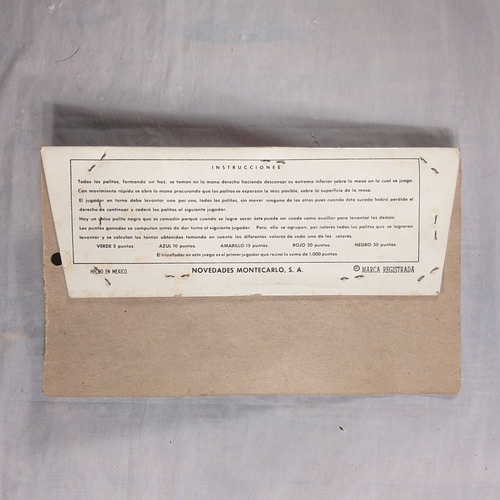 INSTRUCCIONES
Todos los palitos, formando un haz, se toman en la mano derecha haciendo descansar su extremo inferior sobre la mesa en la cual se juega.
Con movimiento rápido se abre la mano procurando que los palitos se esparzan lo más posible, sobre la superficie de la mesa.
El jugador en turno debe levantar uno por uno, todos los palitos, sin mover ninguno de los otros pues cuando ésto suceda habrá perdido el
derecho de continuar y cederá los palitos al siguiente jugador.
Hay un único palito negro que es comodín porque cuando se logra sacar éste puede ser usado como auxiliar para levantar los demás.
Los puntos ganados se computan antes de dar turno al siguiente jugador. Para ello se agrupan, por colores todos los palitos que se lograron
levantar y se calculan los tantos obtenidos tomando en cuenta los diferentes valores de cada uno de los colores.
VERDE 5 puntos. AZUL 10 puntos. AMARILLO 15 puntos. ROJO 20 puntos. NEGRO 50 puntos.
El triunfador en este juego es el primer jugador que reúna la suma de 1,000 puntos
HECHO EN MEXICO. NOVEDADES MONTECARLO, S. A. MARCA REGISTRADA